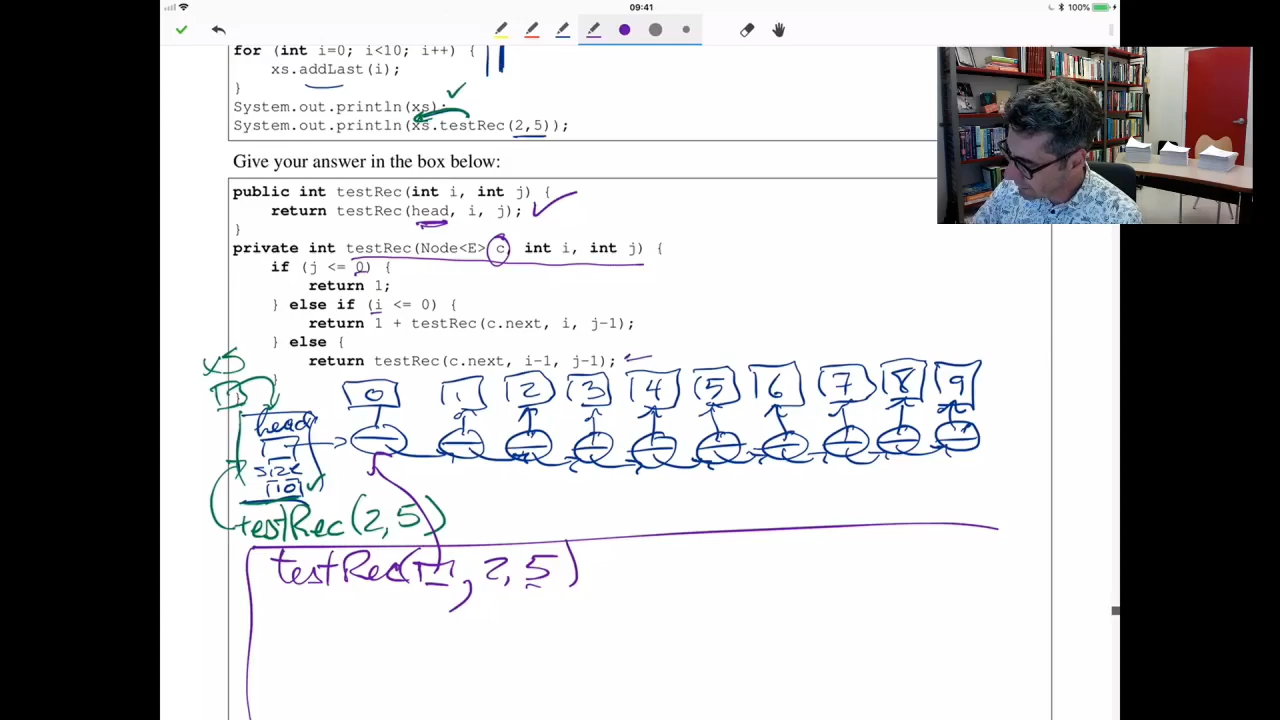 09:41
100%
for (int i=0; i<10; i++) {
xs.addLast(i);
}
System.out.println(xs);
System.out.println(xs.testRec(2,5));
Give your answer in the box below:
public int testRec(int i, int j) {
return testRec(head, i, j);
}
private int testRec(Node<E> c, int i, int j) {
if (j <= 0) {
return 1;
} else if (i <= 0) {
return 1 + testRec(c.next, i, j-1);
} else {
return testRec(c.next, i-1, j-1);
}
xs
0 1 2 3 4 5 6 7 8 9
head
size
10
testRec(2,5)
testRec( , 2, 5)